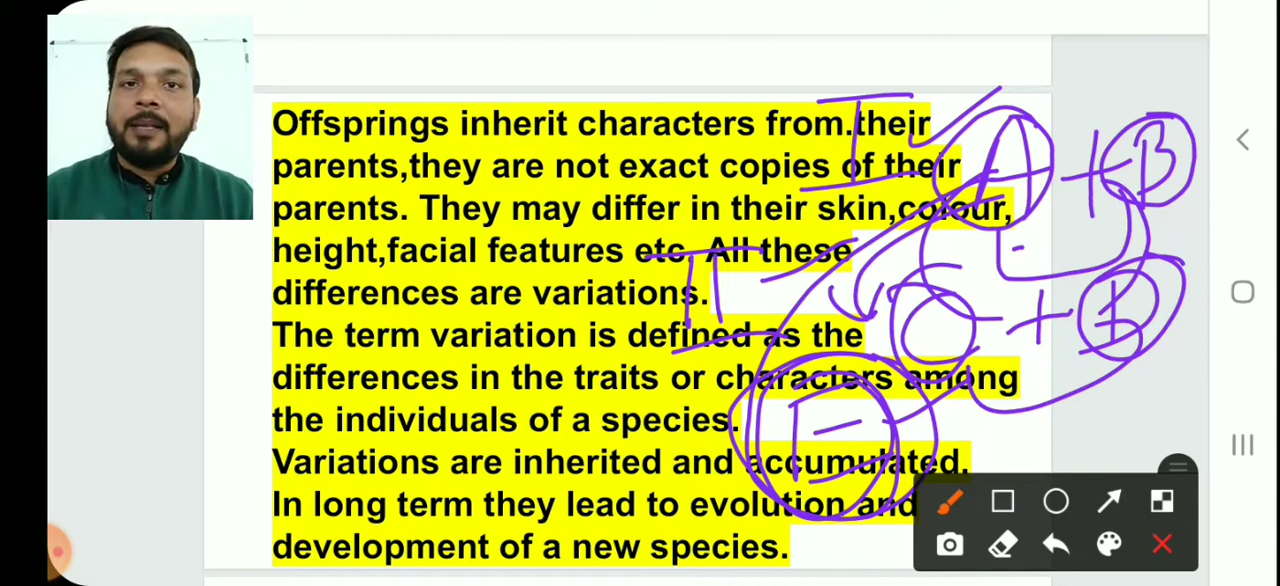 Offsprings inherit characters from.their
parents,they are not exact copies of their
parents. They may differ in their skin,colour,
height,facial features etc. All these
differences are variations.
The term variation is defined as the
differences in the traits or characters among
the individuals of a species.
Variations are inherited and accumulated.
In long term they lead to evolution and
development of a new species.
I A + B
II C +
E